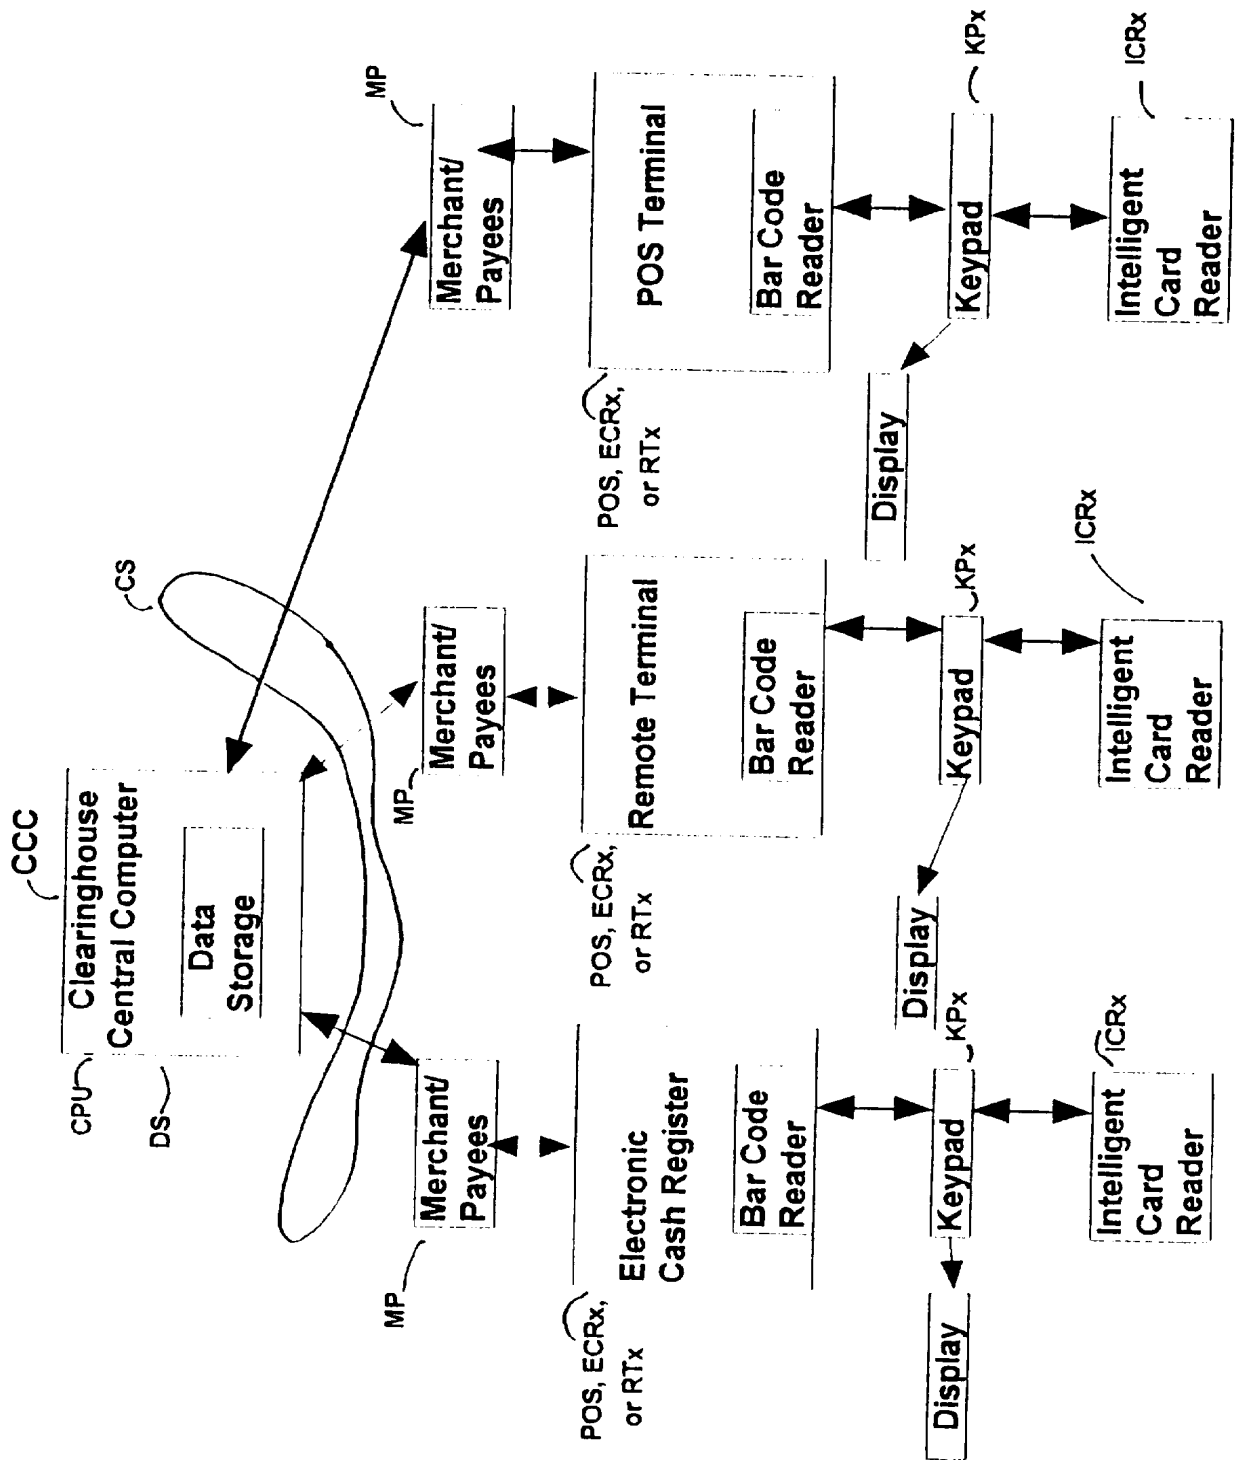 CCC
CPU
Clearinghouse
Central Computer
DS
Data
Storage
CS
MP
Merchant/
Payees
MP
Merchant/
Payees
MP
Merchant/
Payees
POS, ECRx,
or RTx
Electronic
Cash Register
Bar Code
Reader
POS, ECRx,
or RTx
Remote Terminal
Bar Code
Reader
POS, ECRx,
or RTx
POS Terminal
Bar Code
Reader
Display
Keypad
KPx
Display
Keypad
KPx
Display
Keypad
KPx
Intelligent
Card
Reader
ICRx
Intelligent
Card
Reader
ICRx
Intelligent
Card
Reader
ICRx